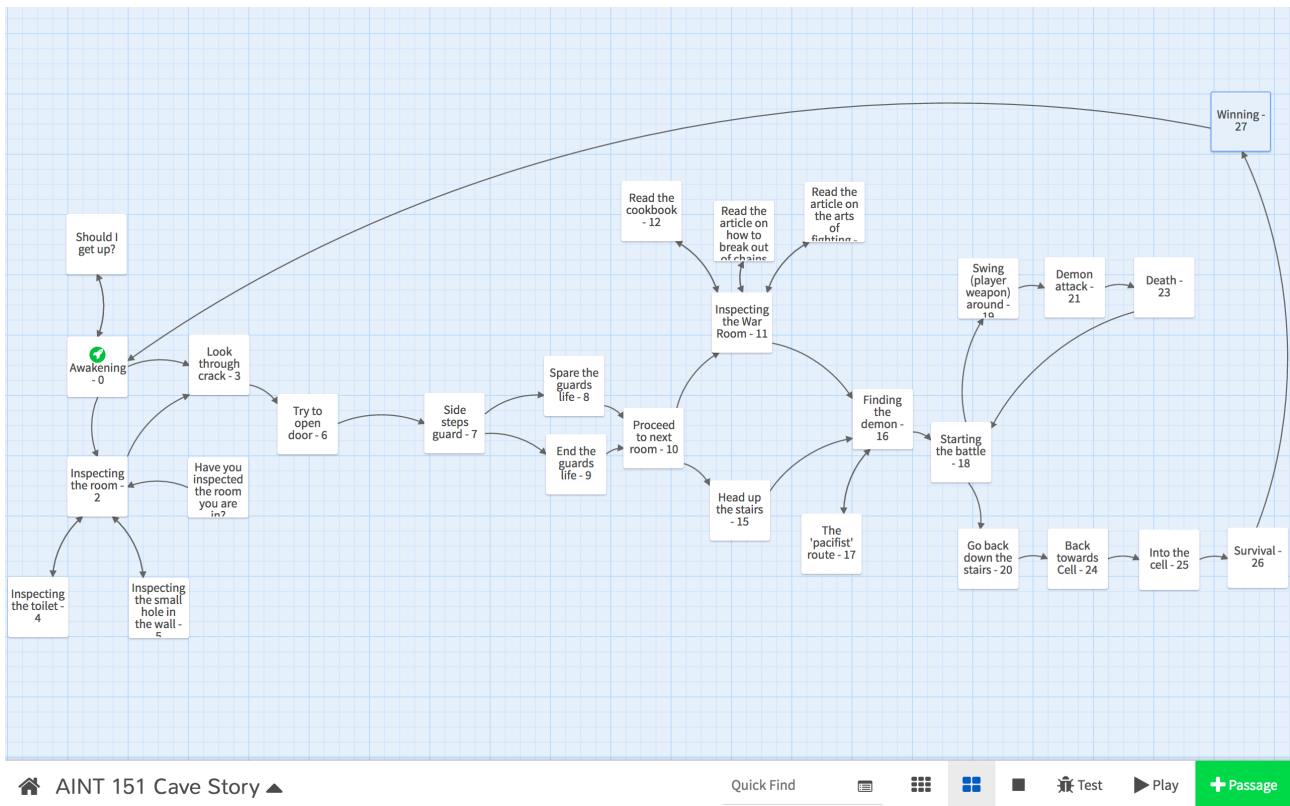 Winning -
27
Read the
cookbook
- 12
Read the
article on
how to
break out
of chains
Read the
article on
the arts
of
fighting -
Should I
get up?
Swing
(player
weapon)
around -
19
Demon
attack -
21
Death -
23
Inspecting
the War
Room - 11
Awakening
- 0
Look
through
crack - 3
Try to
open
door - 6
Side
steps
guard - 7
Spare the
guards
life - 8
End the
guards
life - 9
Proceed
to next
room - 10
Finding
the
demon -
16
Starting
the battle
- 18
Inspecting
the room -
2
Have you
inspected
the room
you are
in?
Head up
the stairs
- 15
The
'pacifist'
route - 17
Go back
down the
stairs - 20
Back
towards
Cell - 24
Into the
cell - 25
Survival -
26
Inspecting
the toilet -
4
Inspecting
the small
hole in
the wall -
5
AINT 151 Cave Story
Quick Find
Test
Play
+Passage